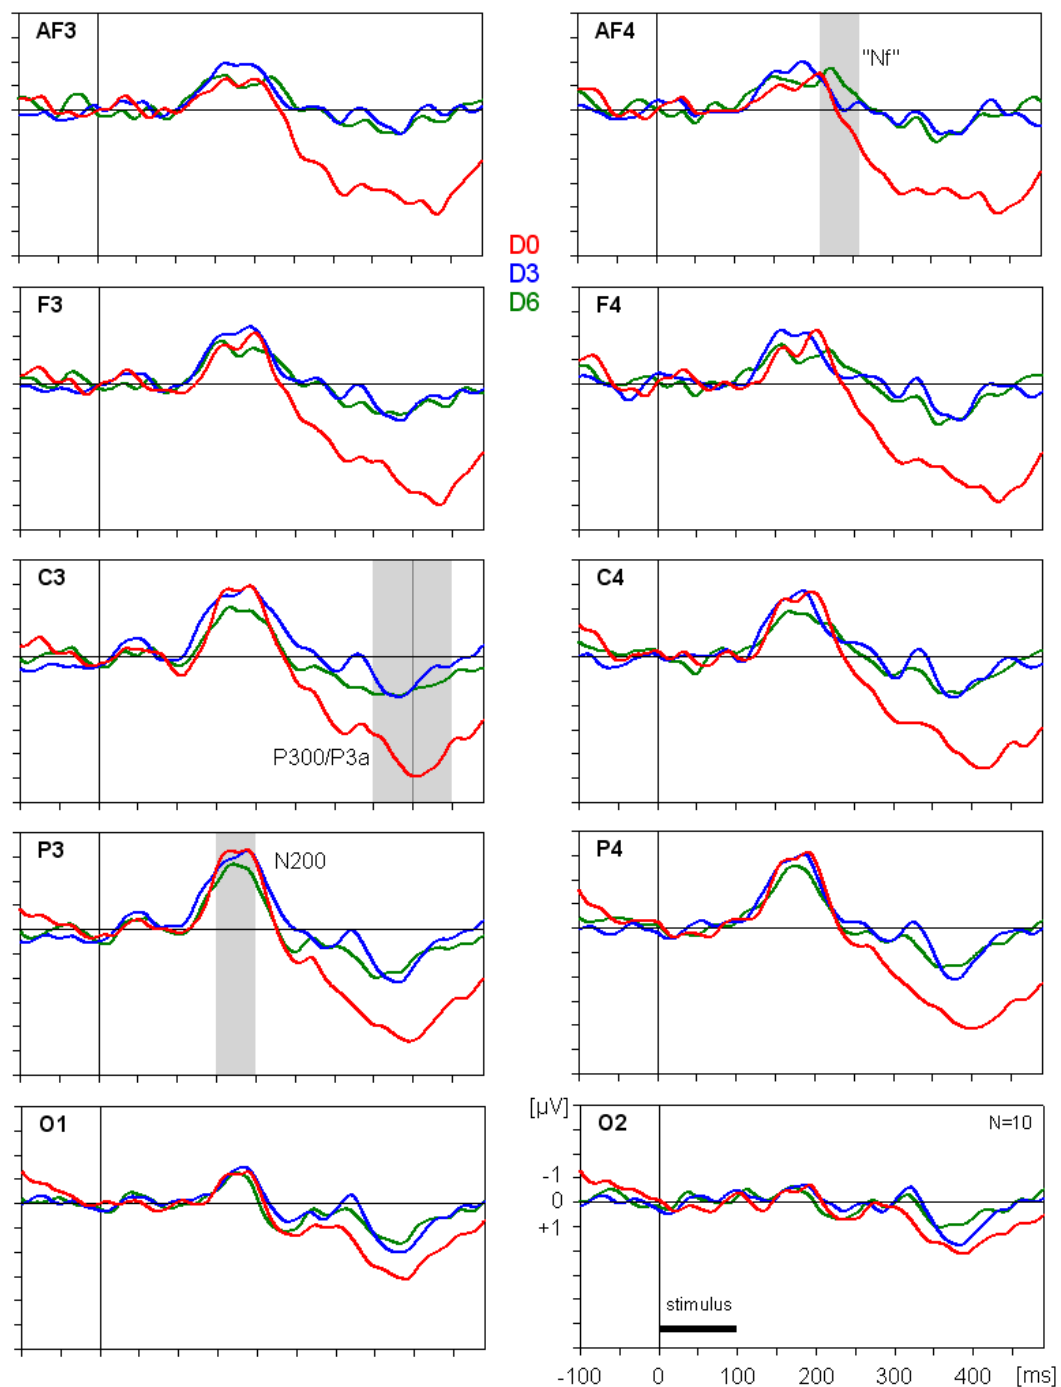 AF3
AF4
"Nf"
D0
D3
D6
F3
F4
C3
C4
P300/P3a
P3
N200
P4
O1
[µV]
O2
N=10
-1
0
+1
stimulus
-100 0 100 200 300 400 [ms]